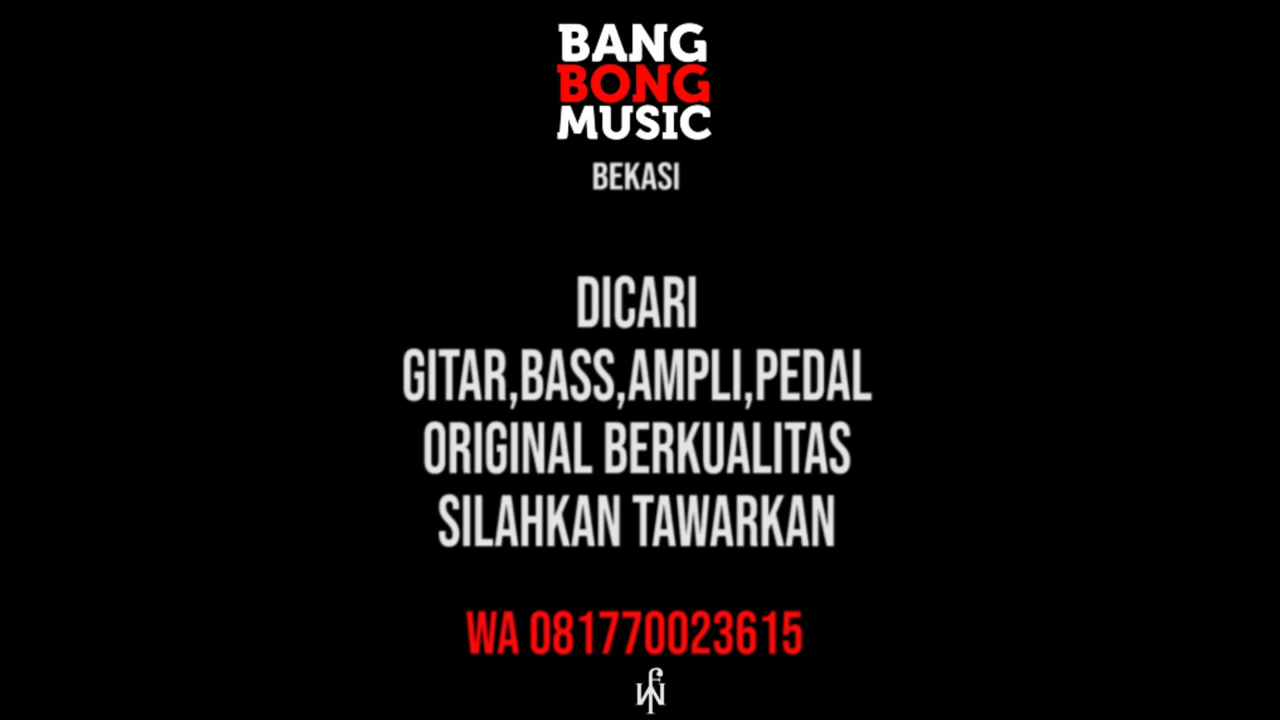 BANG
BONG
MUSIC
BEKASI
DICARI
GITAR,BASS,AMPLI,PEDAL
ORIGINAL BERKUALITAS
SILAHKAN TAWARKAN
WA 081770023615